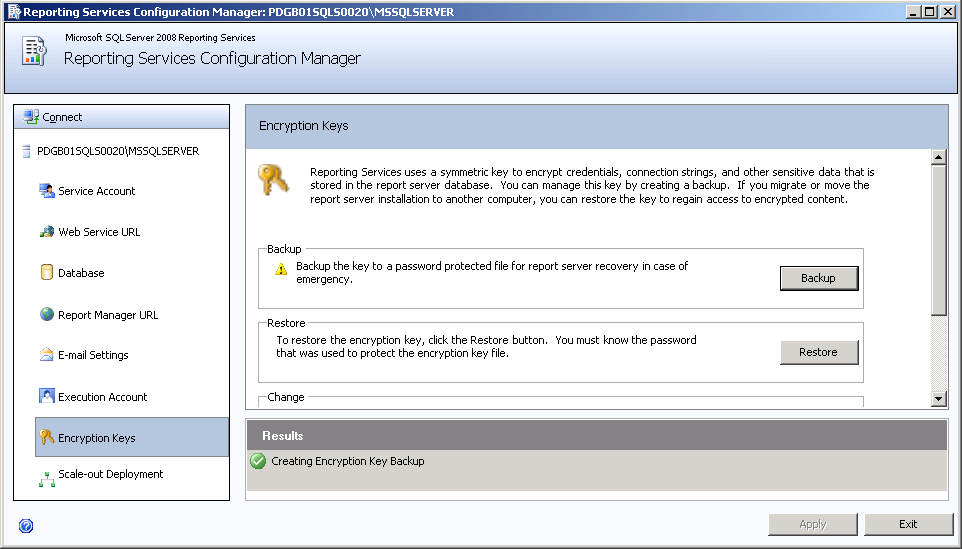 Reporting Services Configuration Manager: PDGB01SQLS0020\MSSQLSERVER
Microsoft SQL Server 2008 Reporting Services
Reporting Services Configuration Manager
Connect
PDGB01SQLS0020\MSSQLSERVER
Service Account
Web Service URL
Database
Report Manager URL
E-mail Settings
Execution Account
Encryption Keys
Scale-out Deployment
Encryption Keys
Reporting Services uses a symmetric key to encrypt credentials, connection strings, and other sensitive data that is
stored in the report server database.  You can manage this key by creating a backup.  If you migrate or move the
report server installation to another computer, you can restore the key to regain access to encrypted content.
Backup
Backup the key to a password protected file for report server recovery in case of
emergency.
Backup
Restore
To restore the encryption key, click the Restore button.  You must know the password
that was used to protect the encryption key file.
Restore
Change
Results
Creating Encryption Key Backup
Apply
Exit